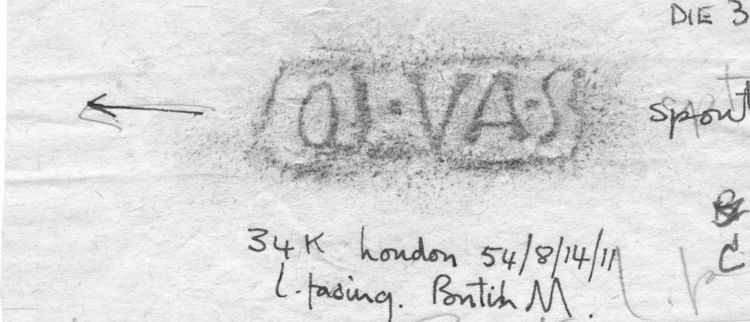 DIE 3
QI·VA·S
spout
34K London 54/8/14/11
l. facing. British M.
C